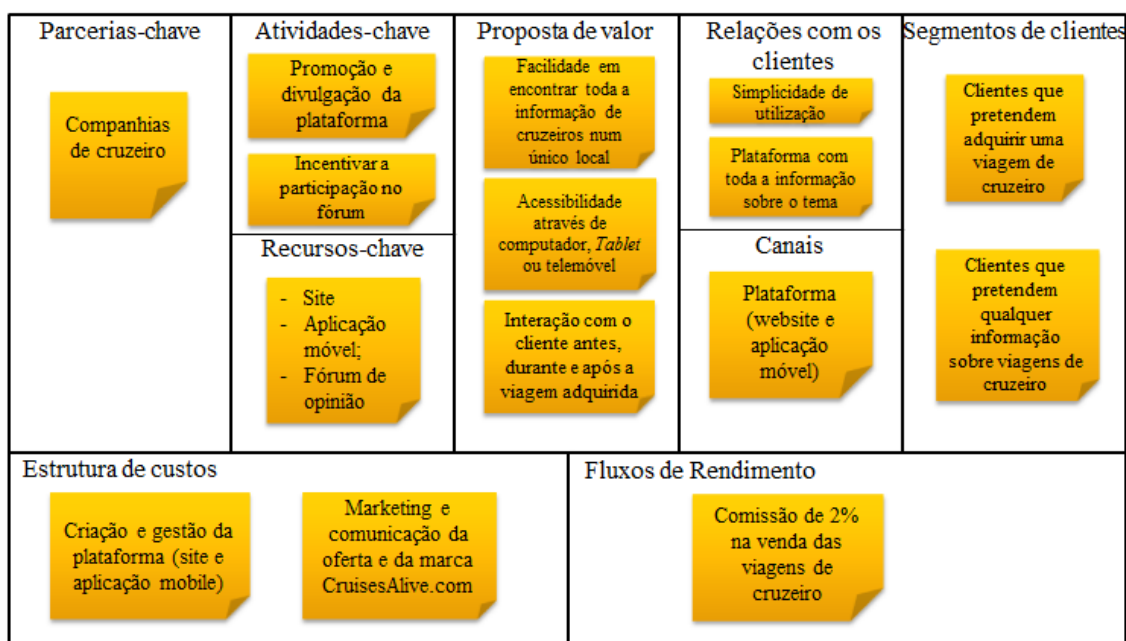 Parcerias-chave
Companhias
de cruzeiro
Atividades-chave
Promoção e
divulgação da
plataforma
Incentivar a
participação no
fórum
Recursos-chave
- Site
- Aplicação
móvel;
- Fórum de
opinião
Proposta de valor
Facilidade em
encontrar toda a
informação de
cruzeiros num
único local
Acessibilidade
através de
computador, Tablet
ou telemóvel
Interação com o
cliente antes,
durante e após a
viagem adquirida
Relações com os
clientes
Simplicidade de
utilização
Plataforma com
toda a informação
sobre o tema
Canais
Plataforma
(website e
aplicação
móvel)
Segmentos de clientes
Clientes que
pretendem
adquirir uma
viagem de
cruzeiro
Clientes que
pretendem
qualquer
informação
sobre viagens de
cruzeiro
Estrutura de custos
Criação e gestão da
plataforma (site e
aplicação mobile)
Marketing e
comunicação da
oferta e da marca
CruisesAlive.com
Fluxos de Rendimento
Comissão de 2%
na venda das
viagens de
cruzeiro